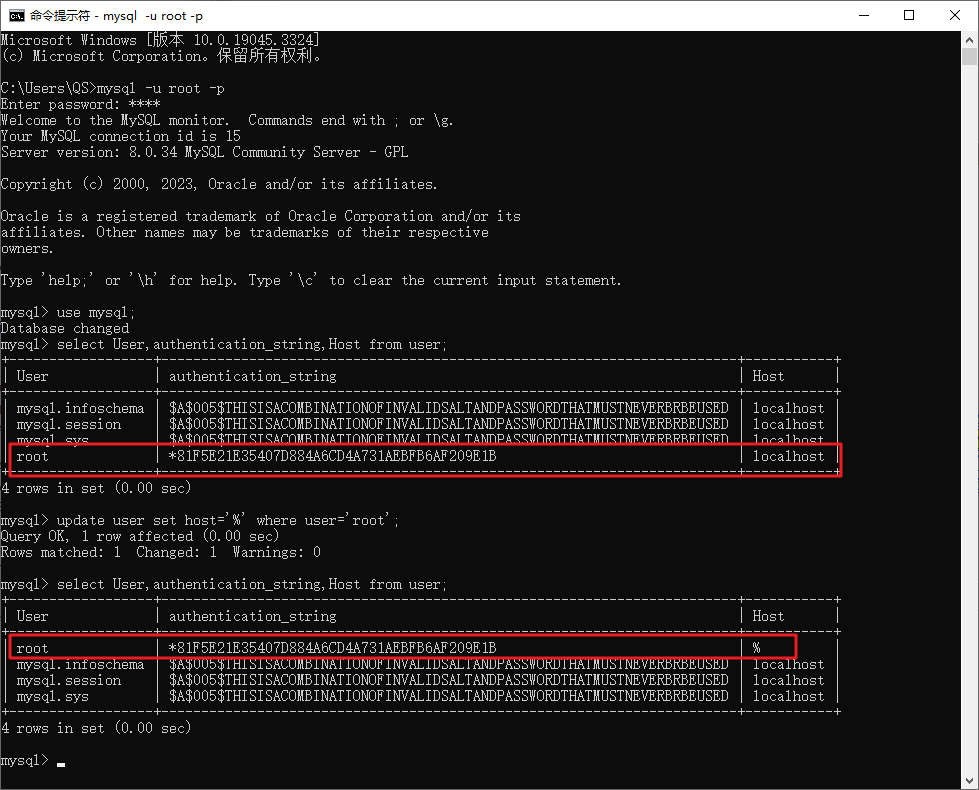 命令提示符 - mysql  -u root -p
Microsoft Windows [版本 10.0.19045.3324]
(c) Microsoft Corporation。保留所有权利。
C:\Users\QS>mysql -u root -p
Enter password: ****
Welcome to the MySQL monitor.  Commands end with ; or \g.
Your MySQL connection id is 15
Server version: 8.0.34 MySQL Community Server - GPL
Copyright (c) 2000, 2023, Oracle and/or its affiliates.
Oracle is a registered trademark of Oracle Corporation and/or its
affiliates. Other names may be trademarks of their respective
owners.
Type 'help;' or '\h' for help. Type '\c' to clear the current input statement.
mysql> use mysql;
Database changed
mysql> select User,authentication_string,Host from user;
+------------------+------------------------------------------------------------------------+-----------+
| User             | authentication_string                                                  | Host      |
+------------------+------------------------------------------------------------------------+-----------+
| mysql.infoschema | $A$005$THISISACOMBINATIONOFINVALIDSALTANDPASSWORDTHATMUSTNEVERBRBEUSED | localhost |
| mysql.session    | $A$005$THISISACOMBINATIONOFINVALIDSALTANDPASSWORDTHATMUSTNEVERBRBEUSED | localhost |
| mysql.sys        | $A$005$THISISACOMBINATIONOFINVALIDSALTANDPASSWORDTHATMUSTNEVERBRBEUSED | localhost |
| root             | *81F5E21E35407D884A6CD4A731AEBFB6AF209E1B                              | localhost |
+------------------+------------------------------------------------------------------------+-----------+
4 rows in set (0.00 sec)
mysql> update user set host='%' where user='root';
Query OK, 1 row affected (0.00 sec)
Rows matched: 1  Changed: 1  Warnings: 0
mysql> select User,authentication_string,Host from user;
+------------------+------------------------------------------------------------------------+-----------+
| User             | authentication_string                                                  | Host      |
+------------------+------------------------------------------------------------------------+-----------+
| root             | *81F5E21E35407D884A6CD4A731AEBFB6AF209E1B                              | %         |
| mysql.infoschema | $A$005$THISISACOMBINATIONOFINVALIDSALTANDPASSWORDTHATMUSTNEVERBRBEUSED | localhost |
| mysql.session    | $A$005$THISISACOMBINATIONOFINVALIDSALTANDPASSWORDTHATMUSTNEVERBRBEUSED | localhost |
| mysql.sys        | $A$005$THISISACOMBINATIONOFINVALIDSALTANDPASSWORDTHATMUSTNEVERBRBEUSED | localhost |
+------------------+------------------------------------------------------------------------+-----------+
4 rows in set (0.00 sec)
mysql> _